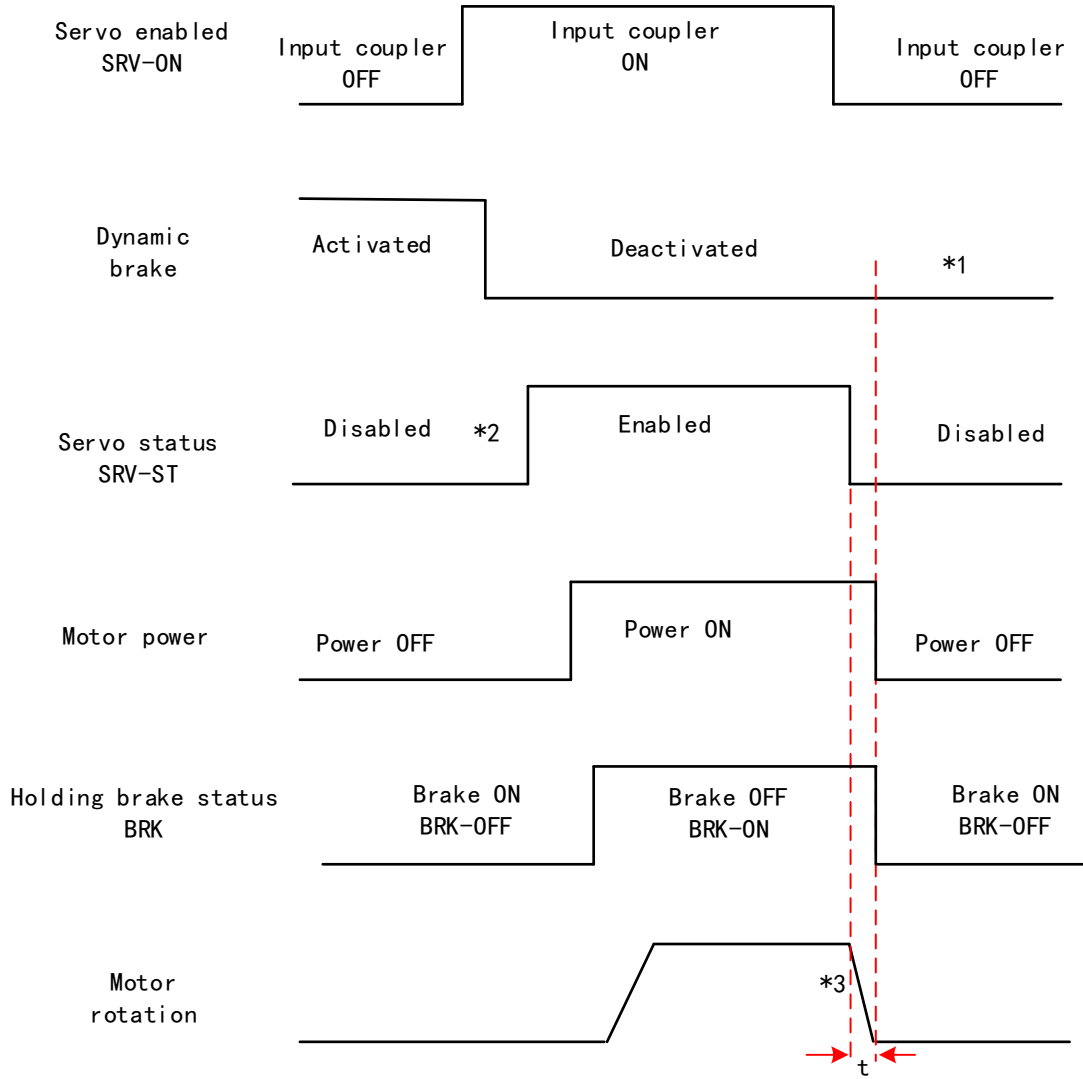 Servo enabled
SRV-ON
Input coupler
OFF
Input coupler
ON
Input coupler
OFF
Dynamic
brake
Activated
Deactivated
*1
Servo status
SRV-ST
Disabled
*2
Enabled
Disabled
Motor power
Power OFF
Power ON
Power OFF
Holding brake status
BRK
Brake ON
BRK-OFF
Brake OFF
BRK-ON
Brake ON
BRK-OFF
Motor
rotation
*3
t